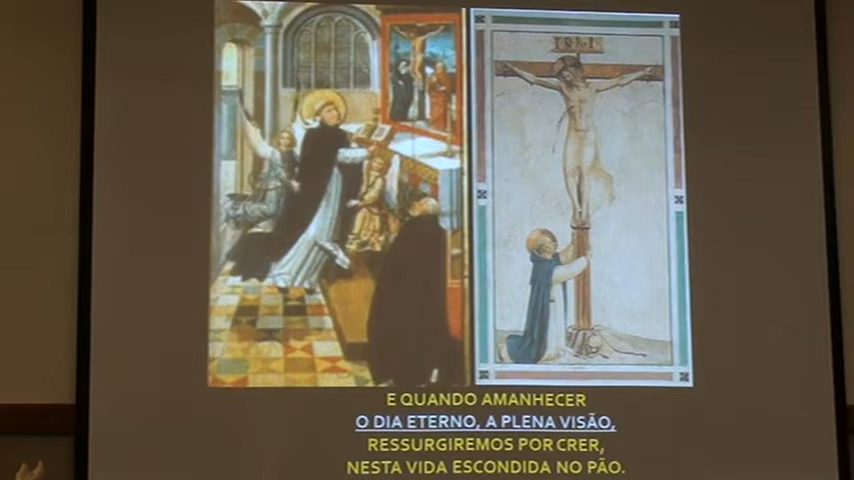 E QUANDO AMANHECER
O DIA ETERNO, A PLENA VISÃO,
RESSURGIREMOS POR CRER,
NESTA VIDA ESCONDIDA NO PÃO.